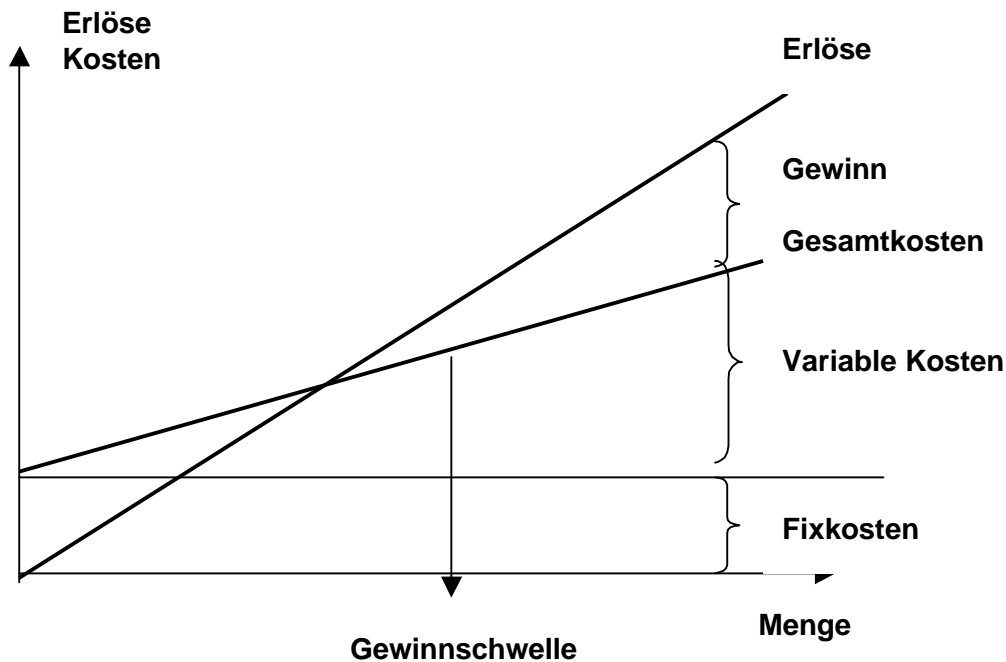 Erlöse
Kosten
Erlöse
Gewinn
Gesamtkosten
Variable Kosten
Fixkosten
Menge
Gewinnschwelle